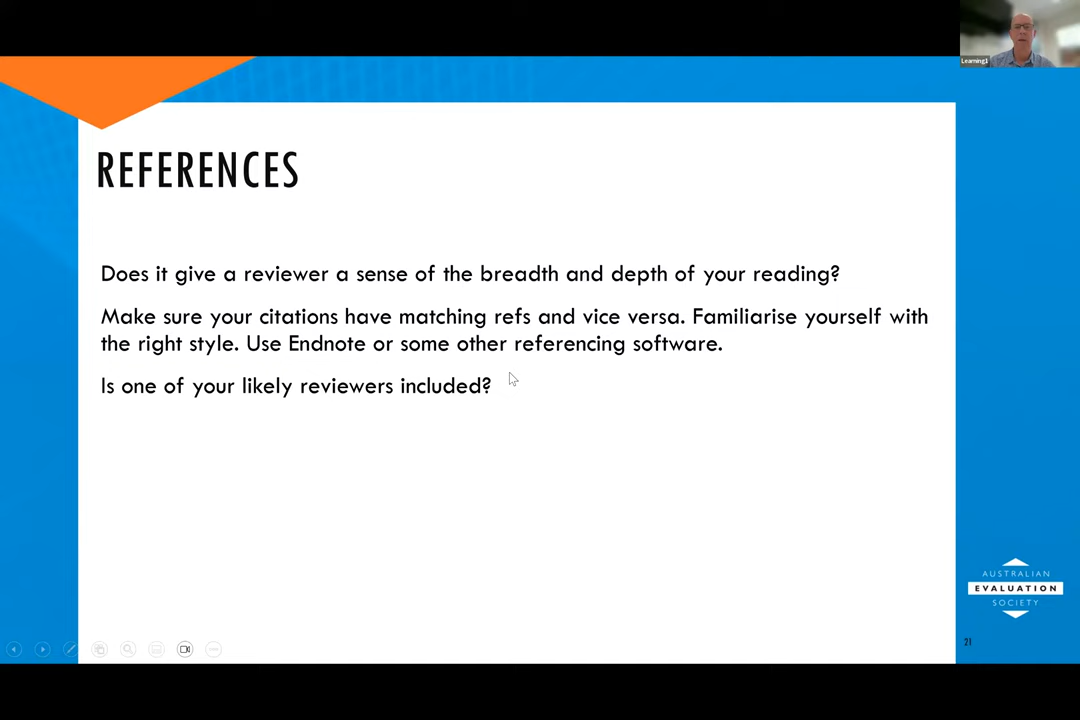 Learning1
REFERENCES
Does it give a reviewer a sense of the breadth and depth of your reading?
Make sure your citations have matching refs and vice versa. Familiarise yourself with
the right style. Use Endnote or some other referencing software.
Is one of your likely reviewers included?
AUSTRALIAN
EVALUATION
SOCIETY
21